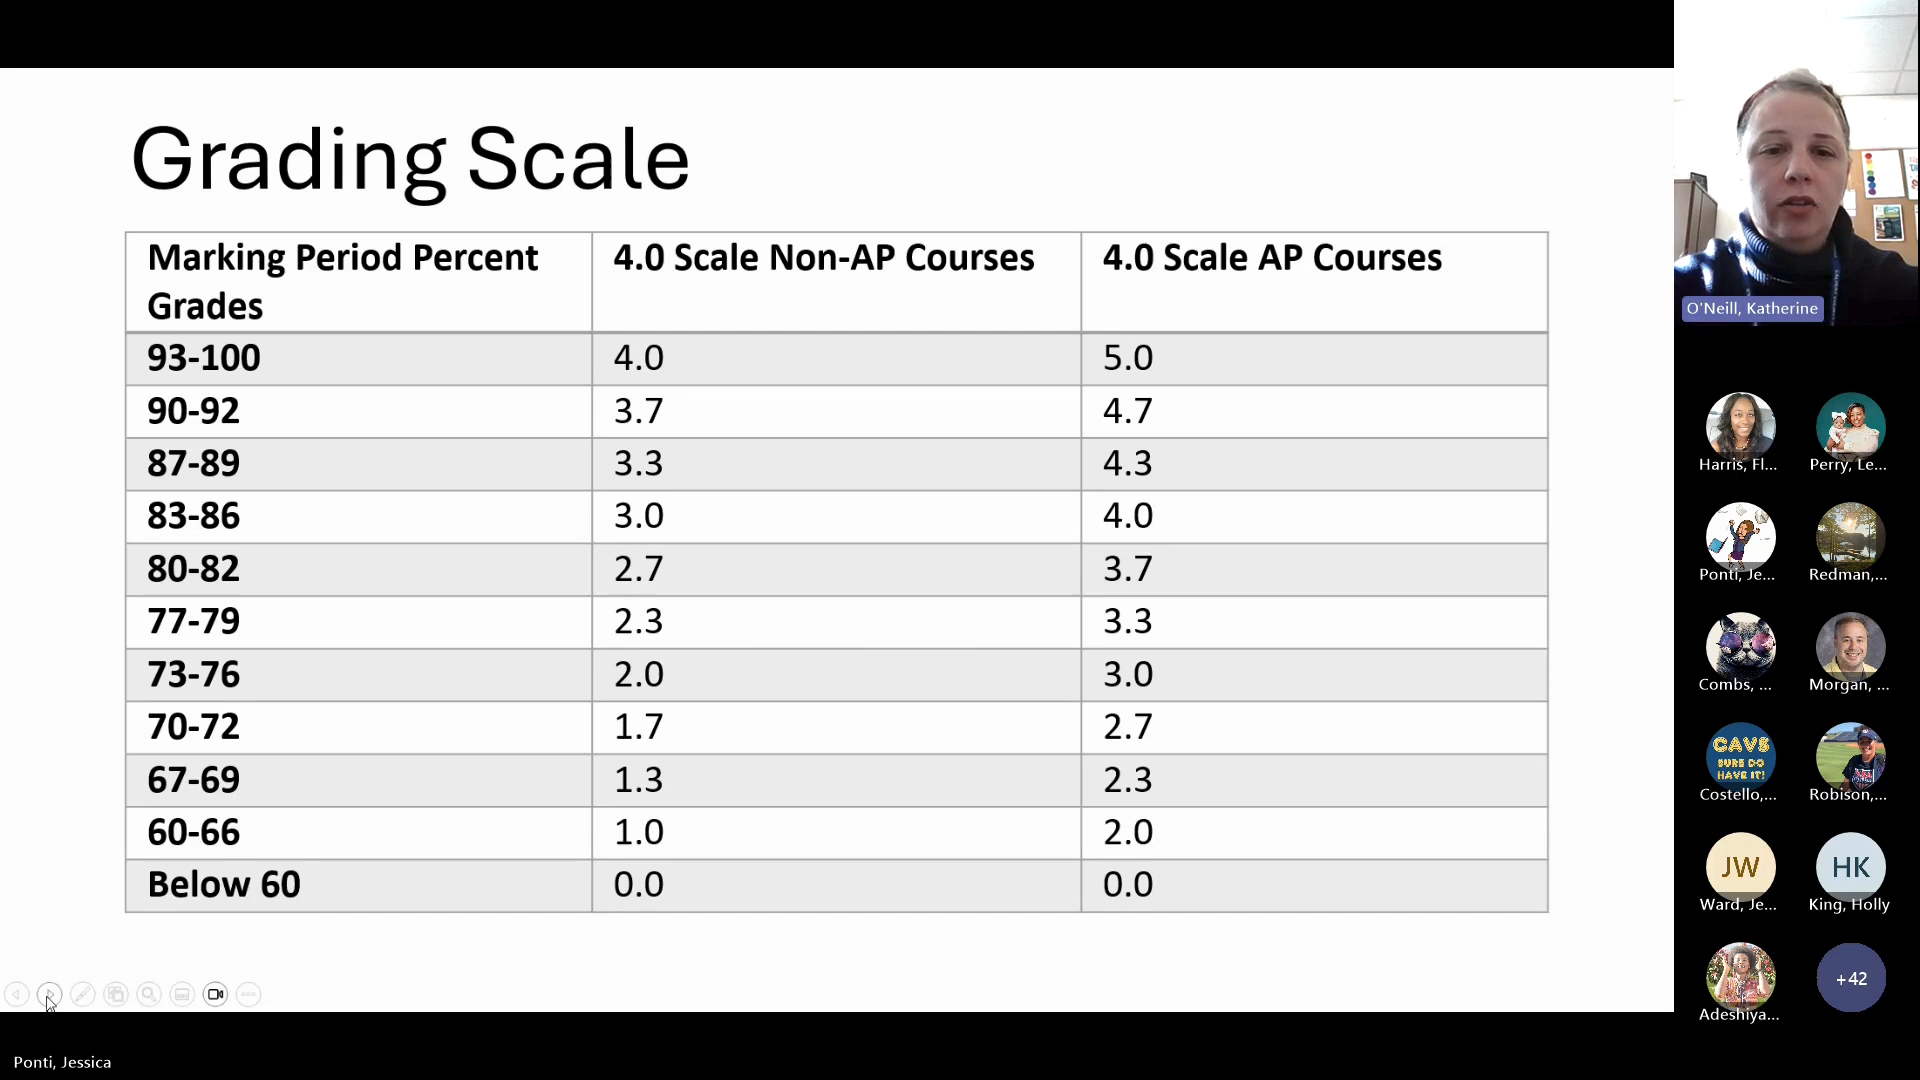 Grading Scale
Marking Period Percent Grades
4.0 Scale Non-AP Courses
4.0 Scale AP Courses
93-100 4.0 5.0
90-92 3.7 4.7
87-89 3.3 4.3
83-86 3.0 4.0
80-82 2.7 3.7
77-79 2.3 3.3
73-76 2.0 3.0
70-72 1.7 2.7
67-69 1.3 2.3
60-66 1.0 2.0
Below 60 0.0 0.0
Ponti, Jessica
O'Neill, Katherine
Harris, Fl... Perry, Le...
Ponti, Je... Redman,...
Combs, ... Morgan, ...
CAVS
SURE DO
HAVE IT!
Costello,... Robison,...
JW HK
Ward, Je... King, Holly
+42
Adeshiya...